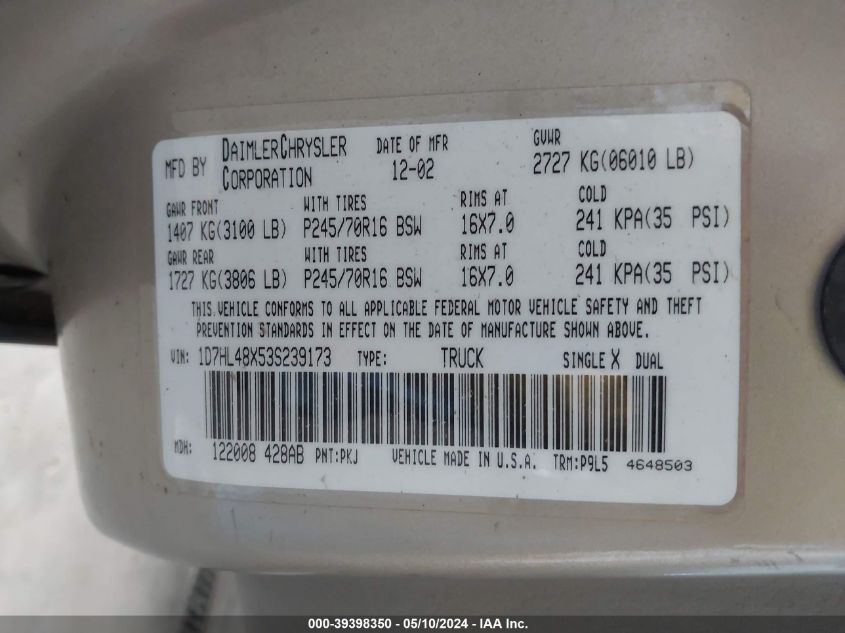 MFD BY DAIMLERCHRYSLER CORPORATION DATE OF MFR 12-02 GVWR 2727 KG(06010 LB)
GAWR FRONT WITH TIRES RIMS AT COLD
1407 KG(3100 LB) P245/70R16 BSW 16X7.0 241 KPA(35 PSI)
GAWR REAR WITH TIRES RIMS AT COLD
1727 KG(3806 LB) P245/70R16 BSW 16X7.0 241 KPA(35 PSI)
THIS VEHICLE CONFORMS TO ALL APPLICABLE FEDERAL MOTOR VEHICLE SAFETY AND THEFT
PREVENTION STANDARDS IN EFFECT ON THE DATE OF MANUFACTURE SHOWN ABOVE.
VIN: 1D7HL48X53S239173 TYPE: TRUCK SINGLE X DUAL
MDH: 122008 428AB PNT:PKJ VEHICLE MADE IN U.S.A. TRM:P9L5 4648503
000-39398350 - 05/10/2024 - IAA Inc.